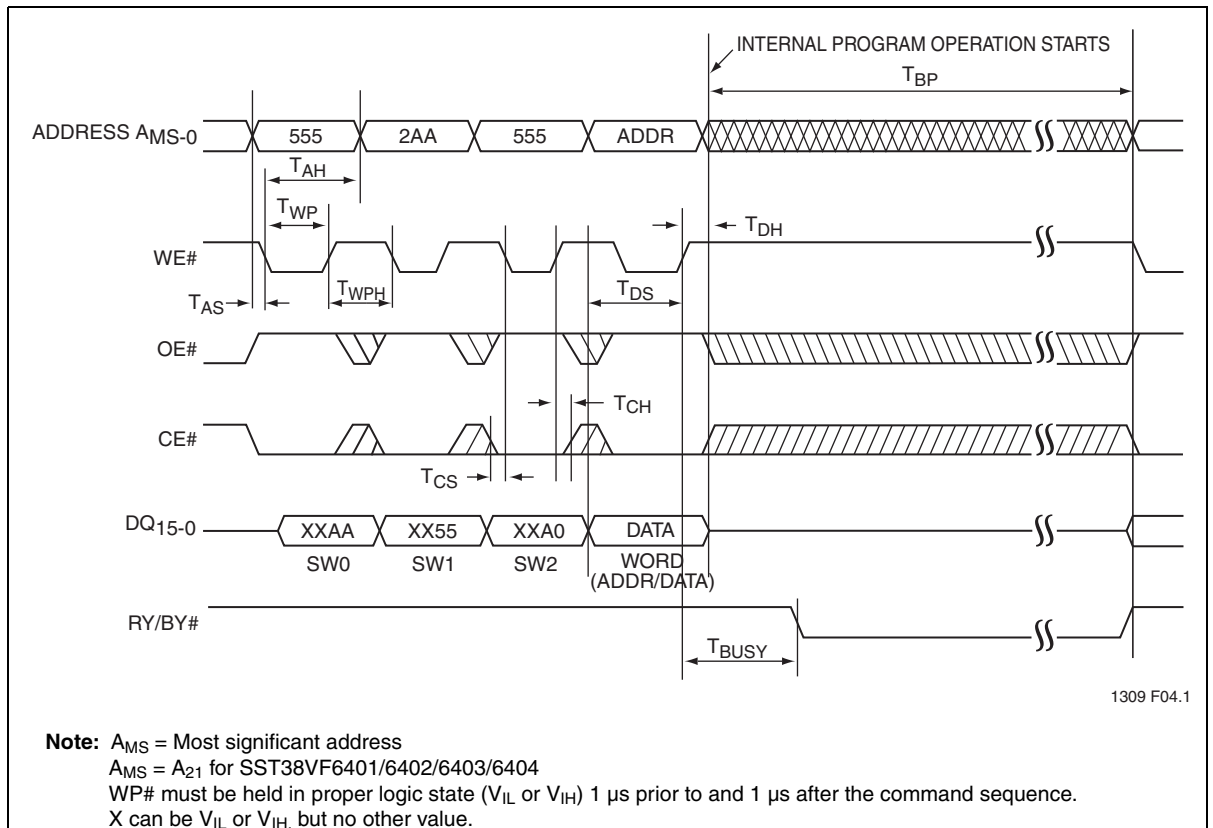 INTERNAL PROGRAM OPERATION STARTS
TBP
ADDRESS AMS-0
555
2AA
555
ADDR
TAH
TWP
TDH
WE#
TAS
TWPH
TDS
OE#
TCH
CE#
TCS
DQ15-0
XXAA
XX55
XXA0
DATA
SW0
SW1
SW2
WORD
(ADDR/DATA)
RY/BY#
TBUSY
1309 F04.1
Note: AMS = Most significant address
AMS = A21 for SST38VF6401/6402/6403/6404
WP# must be held in proper logic state (VIL or VIH) 1 µs prior to and 1 µs after the command sequence.
X can be VIL or VIH, but no other value.